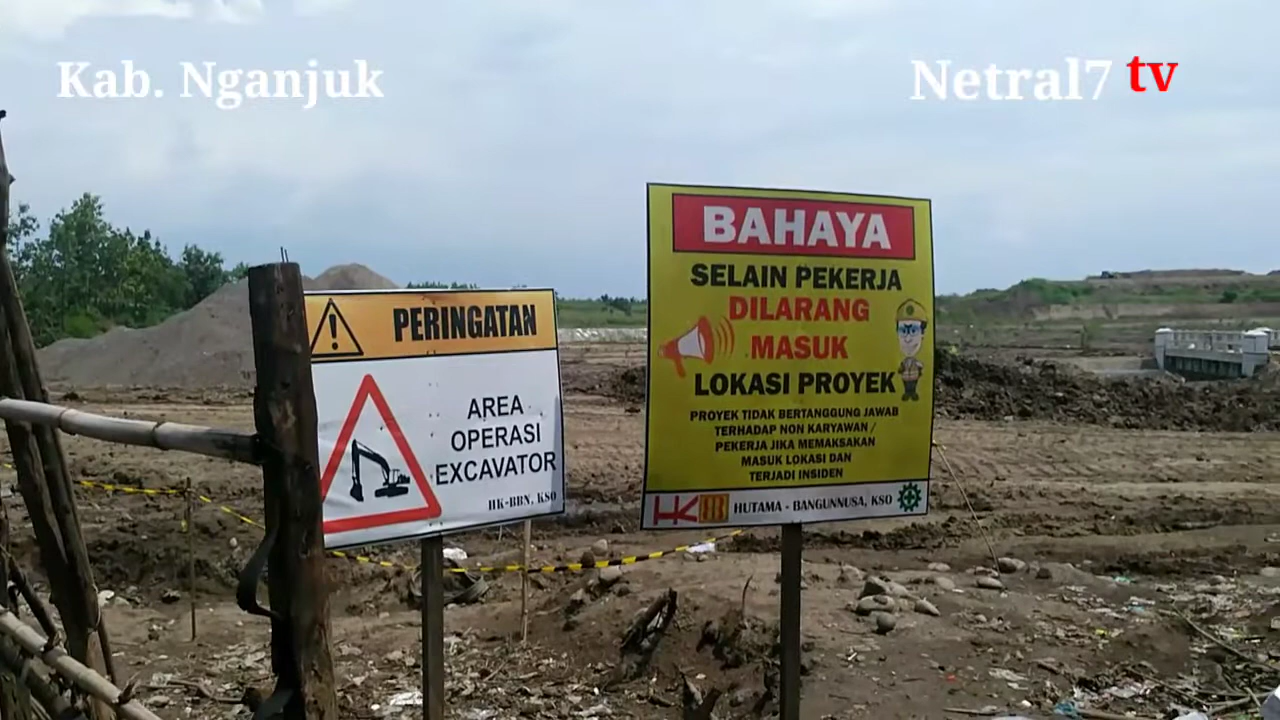 Kab. Nganjuk
Netral7 tv
PERINGATAN
AREA
OPERASI
EXCAVATOR
HK-BBN, KSO
BAHAYA
SELAIN PEKERJA
DILARANG
MASUK
LOKASI PROYEK
PROYEK TIDAK BERTANGGUNG JAWAB
TERHADAP NON KARYAWAN /
PEKERJA JIKA MEMAKSAKAN
MASUK LOKASI DAN
TERJADI INSIDEN
HUTAMA - BANGUNNUSA, KSO